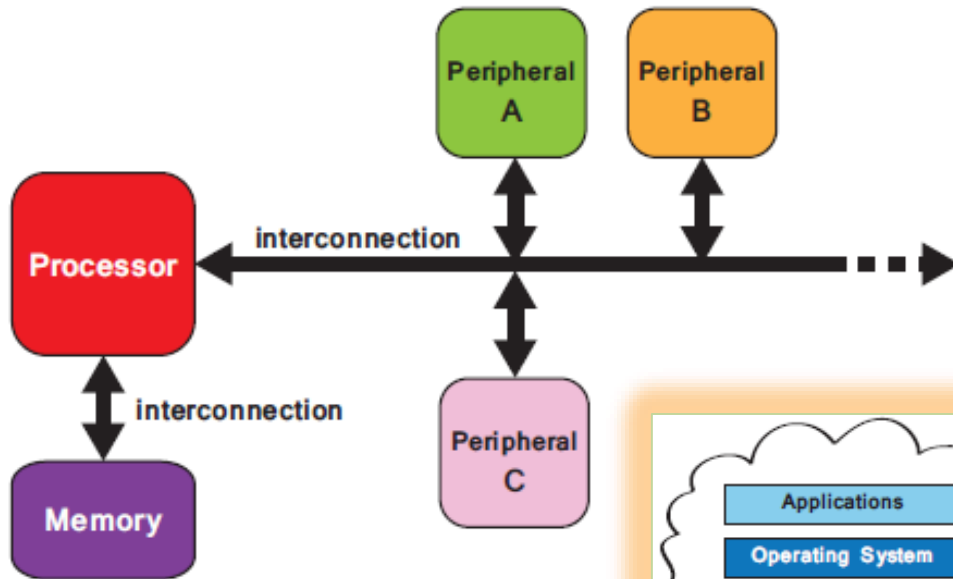 Peripheral
A
Peripheral
B
interconnection
Processor
interconnection
Peripheral
C
Memory
Applications
Operating System